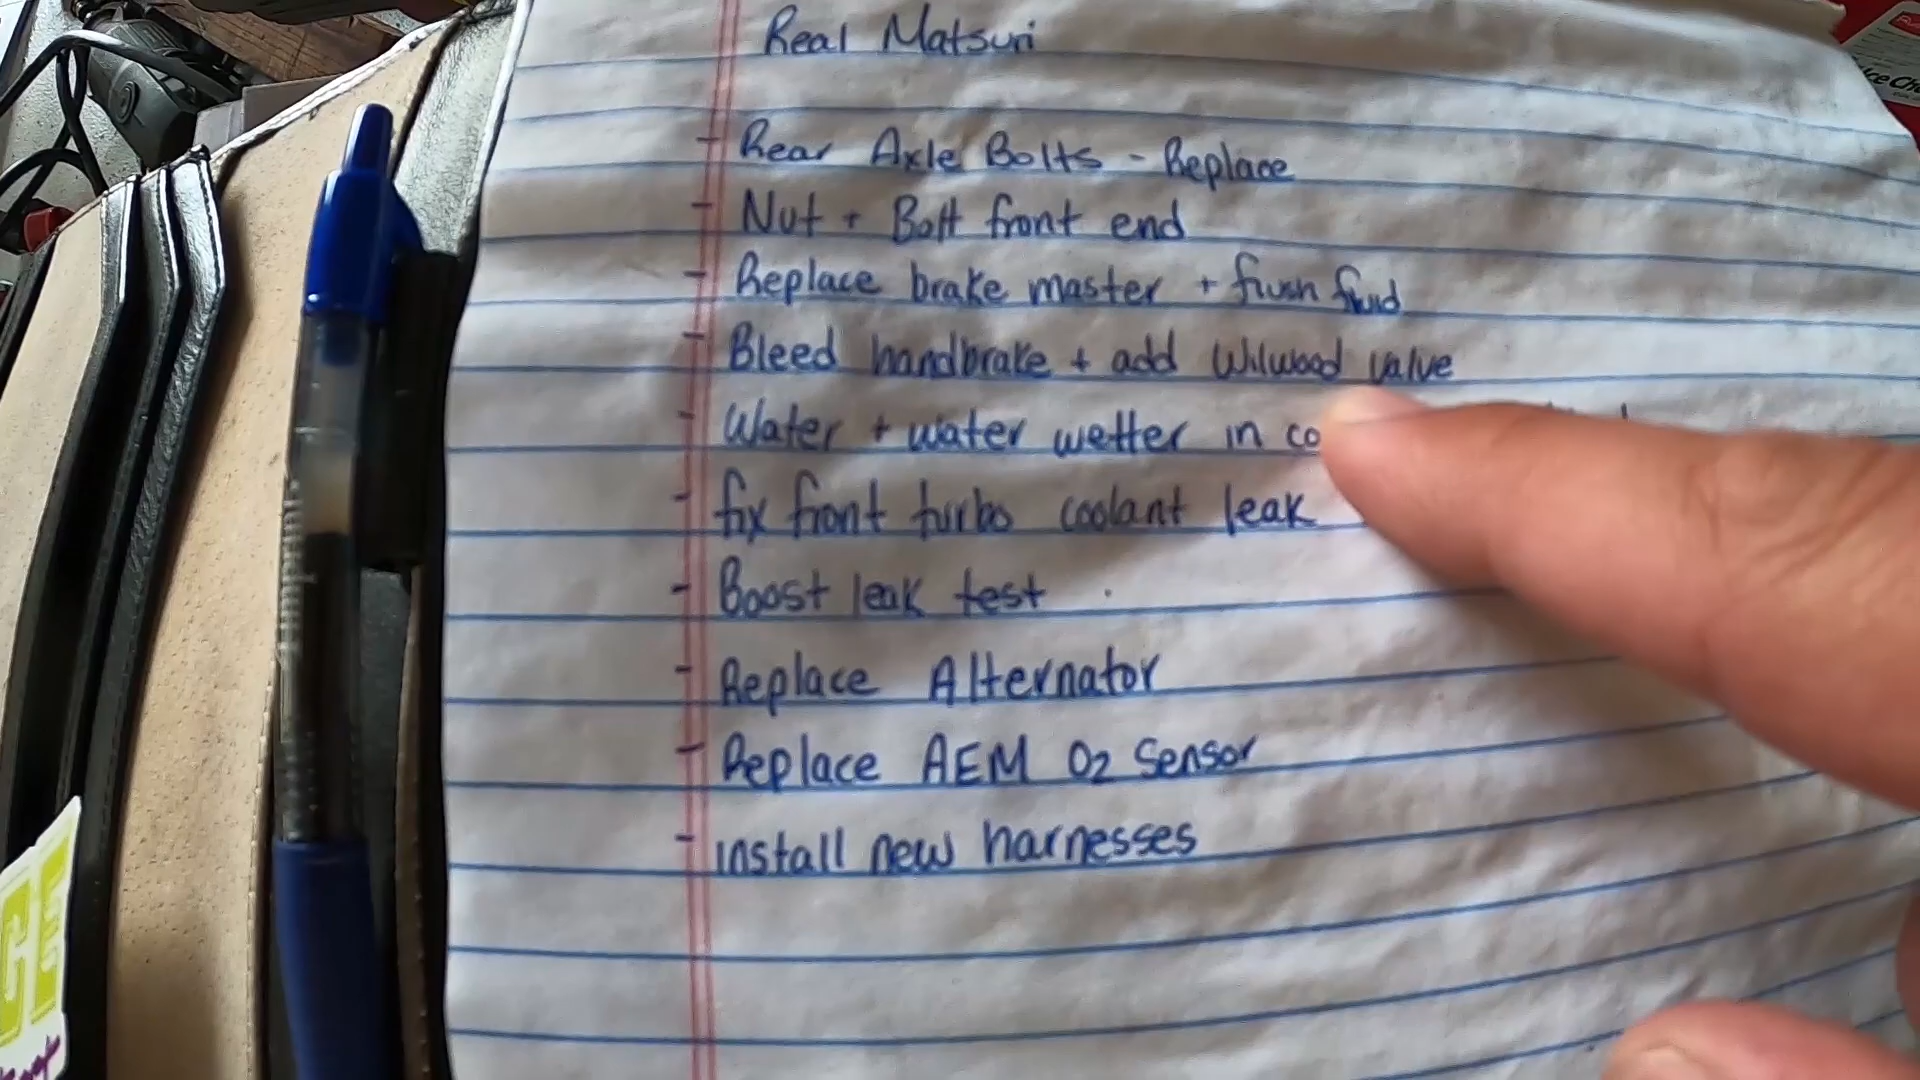 Real Matsuri
- Rear Axle Bolts - Replace
- Nut + Bolt front end
- Replace brake master + flush fluid
- Bleed handbrake + add Wilwood valve
- Water + water wetter in co
- fix front turbo coolant leak
- Boost leak test
- Replace Alternator
- Replace AEM O2 Sensor
- install new harnesses